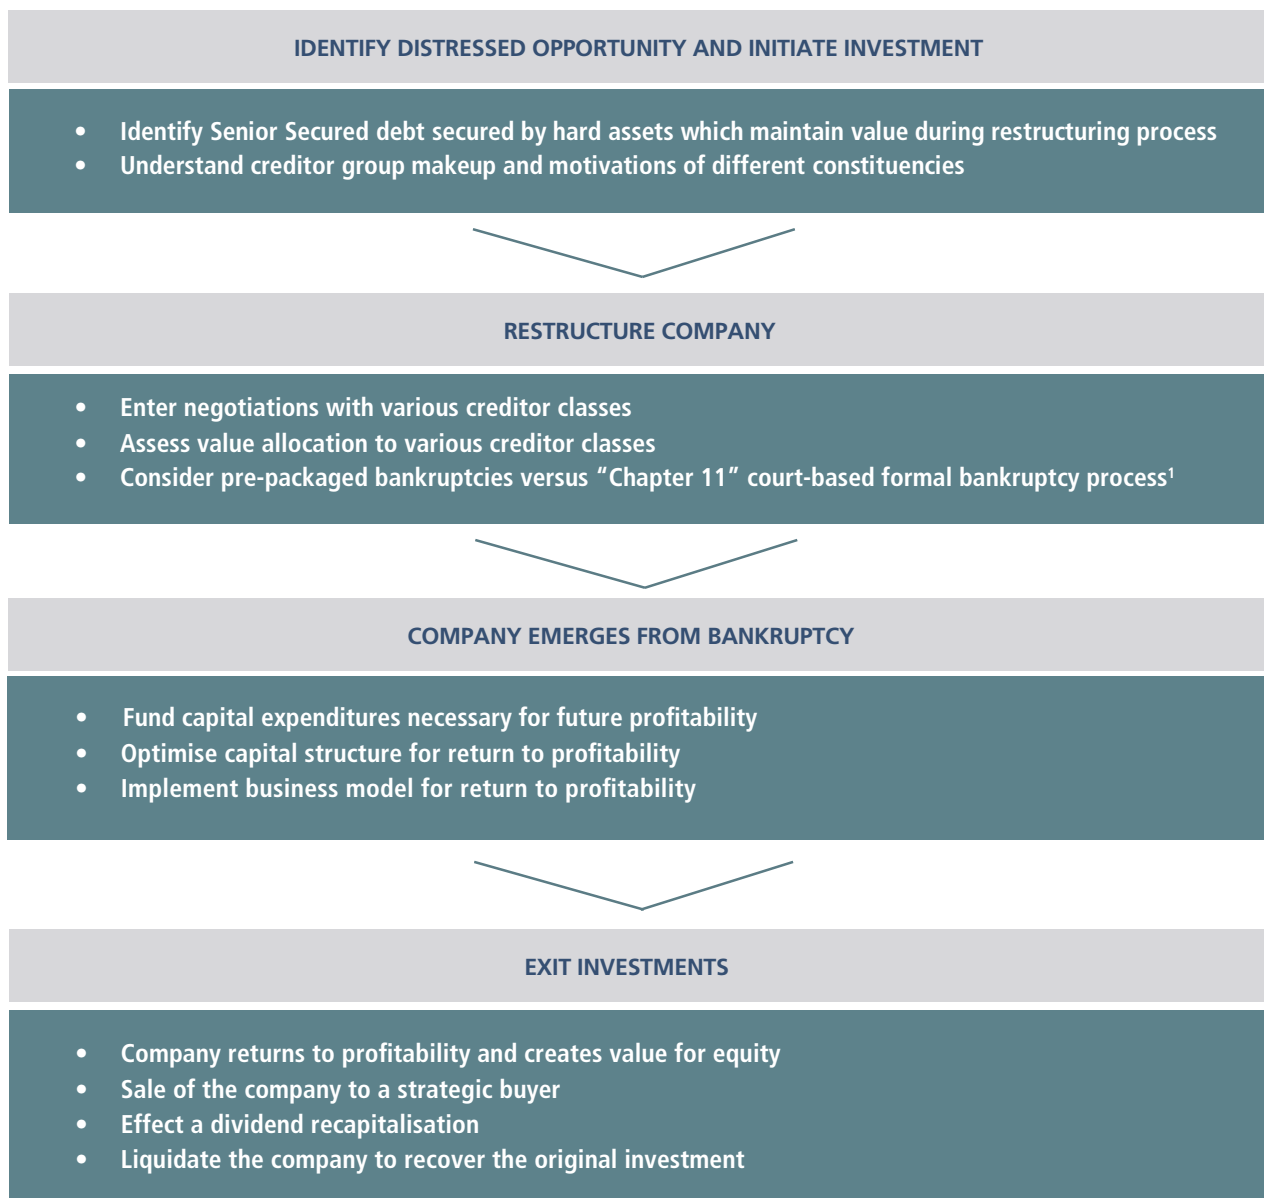 IDENTIFY DISTRESSED OPPORTUNITY AND INITIATE INVESTMENT
• Identify Senior Secured debt secured by hard assets which maintain value during restructuring process
• Understand creditor group makeup and motivations of different constituencies
RESTRUCTURE COMPANY
• Enter negotiations with various creditor classes
• Assess value allocation to various creditor classes
• Consider pre-packaged bankruptcies versus “Chapter 11” court-based formal bankruptcy process¹
COMPANY EMERGES FROM BANKRUPTCY
• Fund capital expenditures necessary for future profitability
• Optimise capital structure for return to profitability
• Implement business model for return to profitability
EXIT INVESTMENTS
• Company returns to profitability and creates value for equity
• Sale of the company to a strategic buyer
• Effect a dividend recapitalisation
• Liquidate the company to recover the original investment